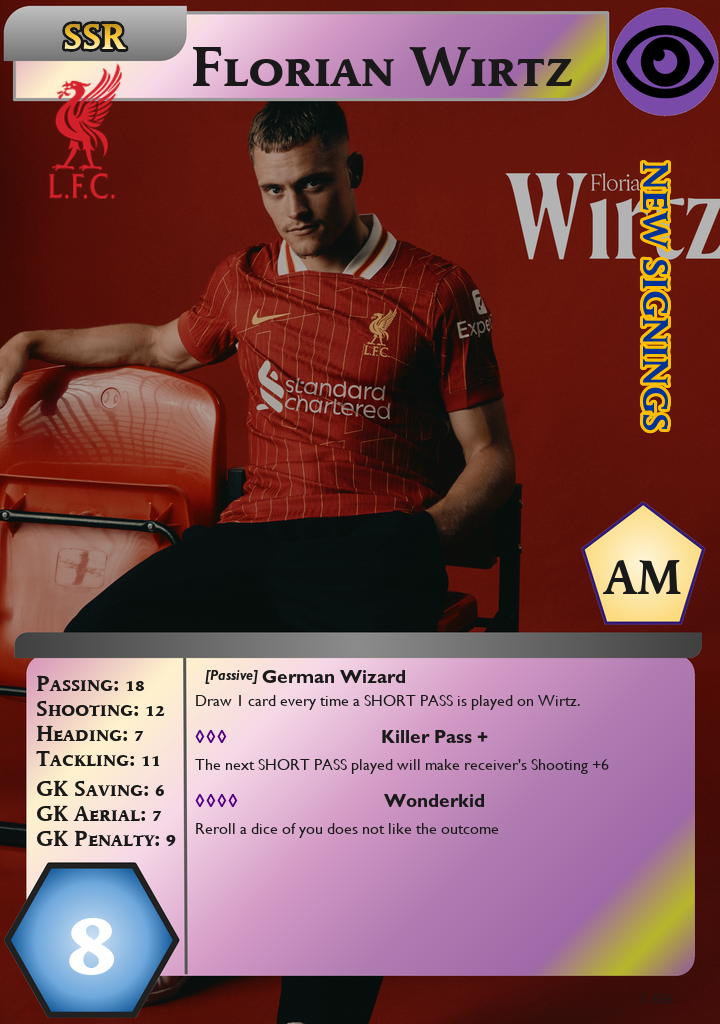 SSR
Florian Wirtz
L.F.C.
Floria
Wirtz
NEW SIGNINGS
Expe
L.F.C.
standard
chartered
AM
Passing: 18
Shooting: 12
Heading: 7
Tackling: 11
GK Saving: 6
GK Aerial: 7
GK Penalty: 9
8
[Passive] German Wizard
Draw 1 card every time a SHORT PASS is played on Wirtz.
◊◊◊ Killer Pass +
The next SHORT PASS played will make receiver's Shooting +6
◊◊◊◊ Wonderkid
Reroll a dice of you does not like the outcome